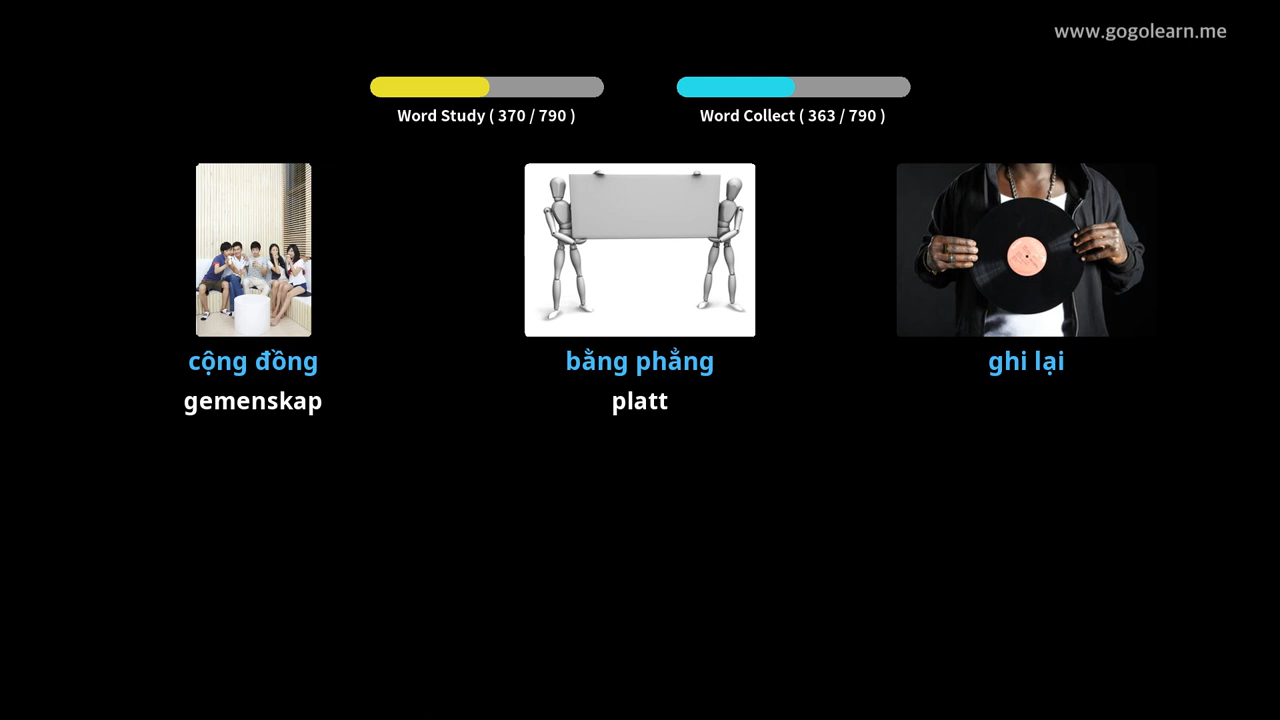 www.gogolearn.me
Word Study ( 370 / 790 )
Word Collect ( 363 / 790 )
cộng đồng
bằng phẳng
ghi lại
gemenskap
platt